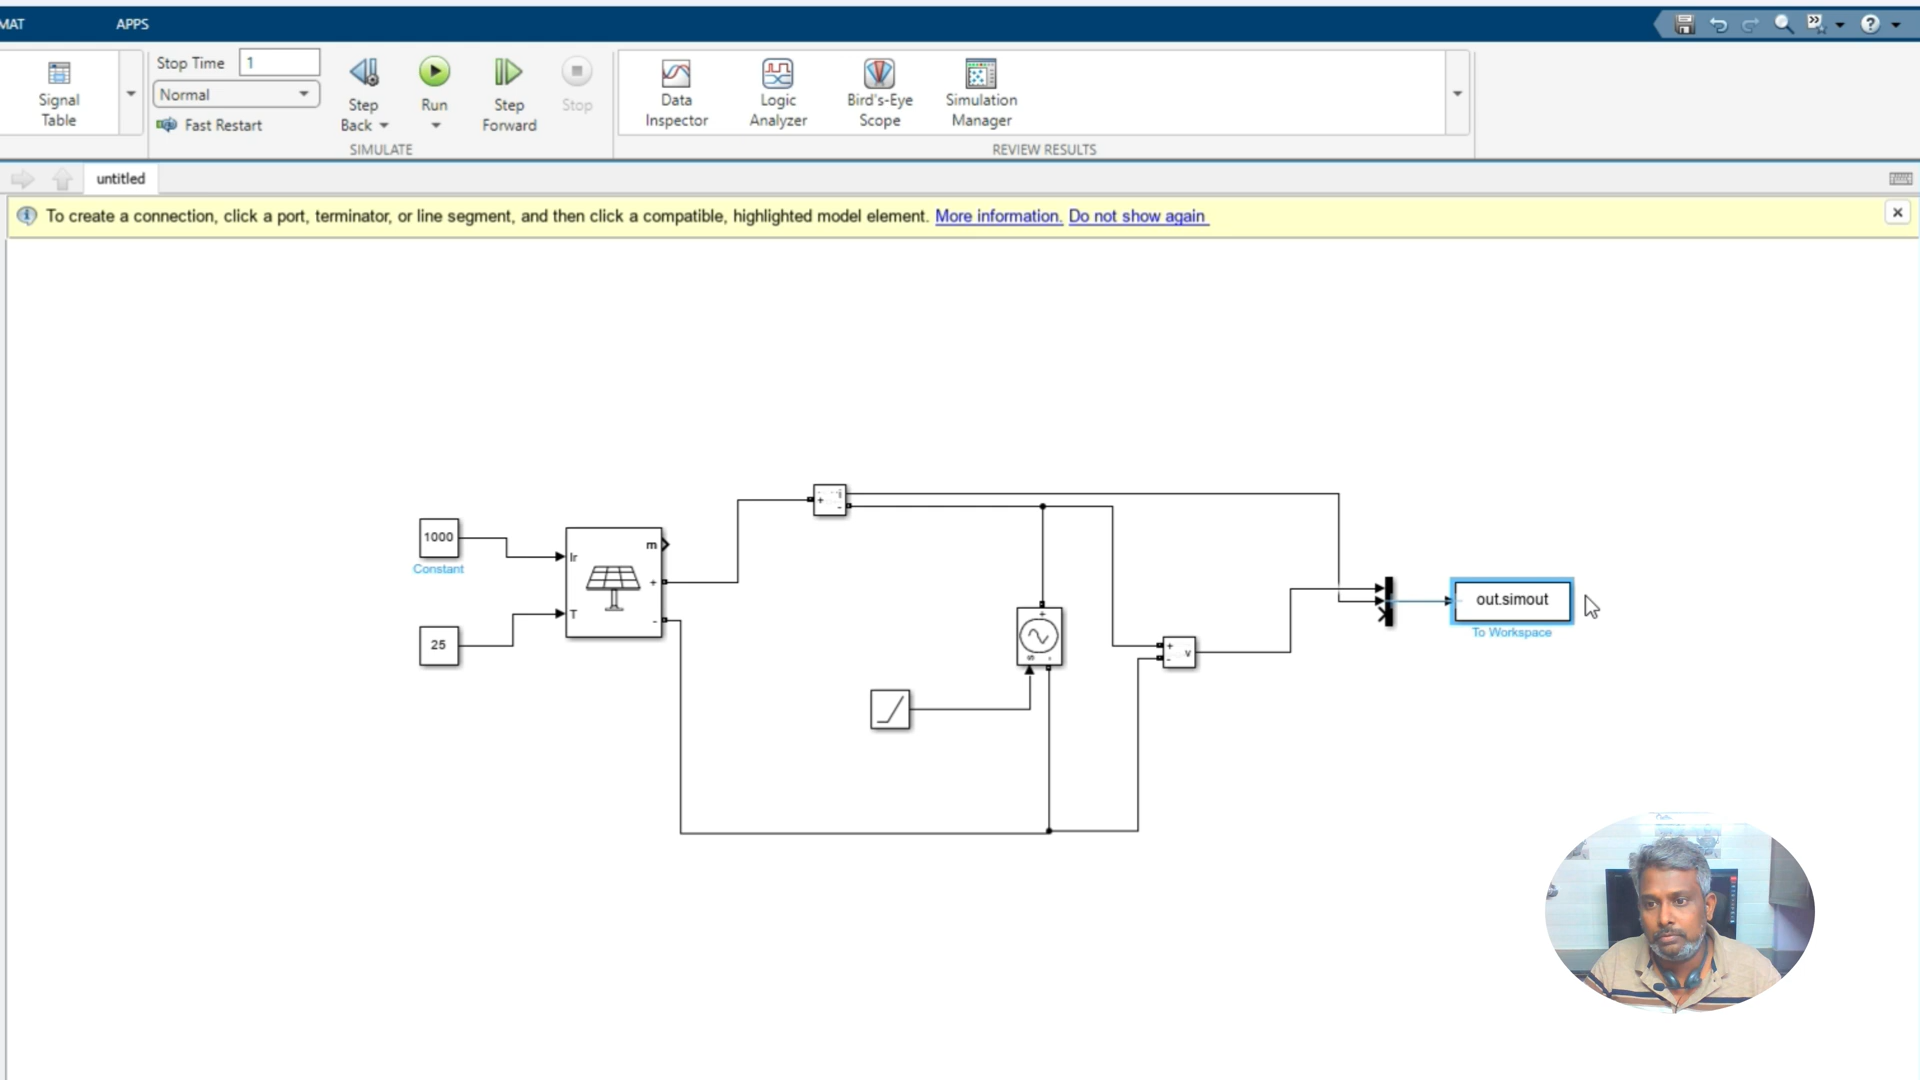 MAT
APPS
Stop Time 1
Normal
Fast Restart
Signal
Table
Step
Back
Run
Step
Forward
Stop
SIMULATE
Data
Inspector
Logic
Analyzer
Bird's-Eye
Scope
Simulation
Manager
REVIEW RESULTS
untitled
To create a connection, click a port, terminator, or line segment, and then click a compatible, highlighted model element. More information. Do not show again
1000
Constant
25
Ir
T
m
+
-
+
i
-
+
s
-
+
-
v
out.simout
To Workspace